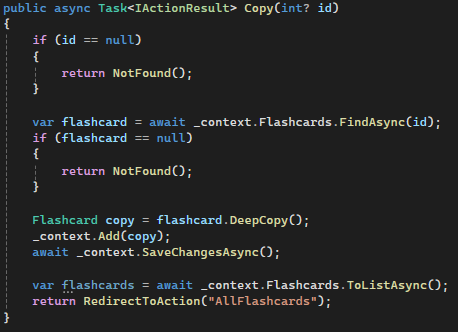 public async Task<IActionResult> Copy(int? id)
{
    if (id == null)
    {
        return NotFound();
    }

    var flashcard = await _context.Flashcards.FindAsync(id);
    if (flashcard == null)
    {
        return NotFound();
    }

    Flashcard copy = flashcard.DeepCopy();
    _context.Add(copy);
    await _context.SaveChangesAsync();

    var flashcards = await _context.Flashcards.ToListAsync();
    return RedirectToAction("AllFlashcards");
}